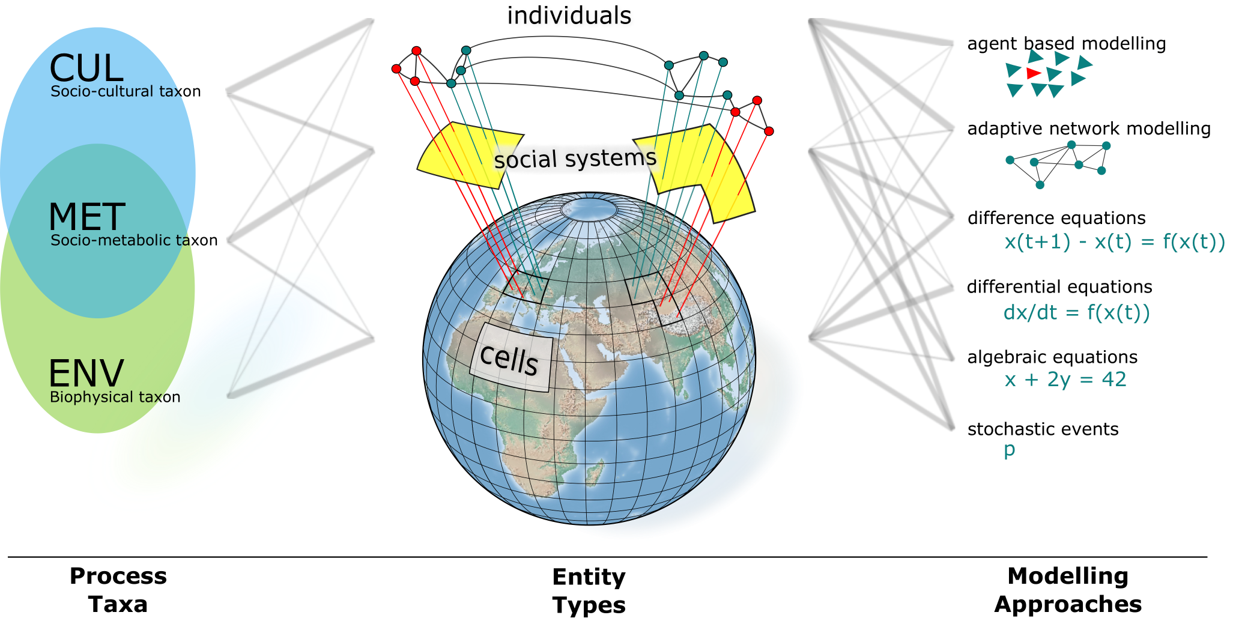 CUL
Socio-cultural taxon
MET
Socio-metabolic taxon
ENV
Biophysical taxon
individuals
social systems
cells
agent based modelling
adaptive network modelling
difference equations
x(t+1) - x(t) = f(x(t))
differential equations
dx/dt = f(x(t))
algebraic equations
x + 2y = 42
stochastic events
p
Process
Taxa
Entity
Types
Modelling
Approaches